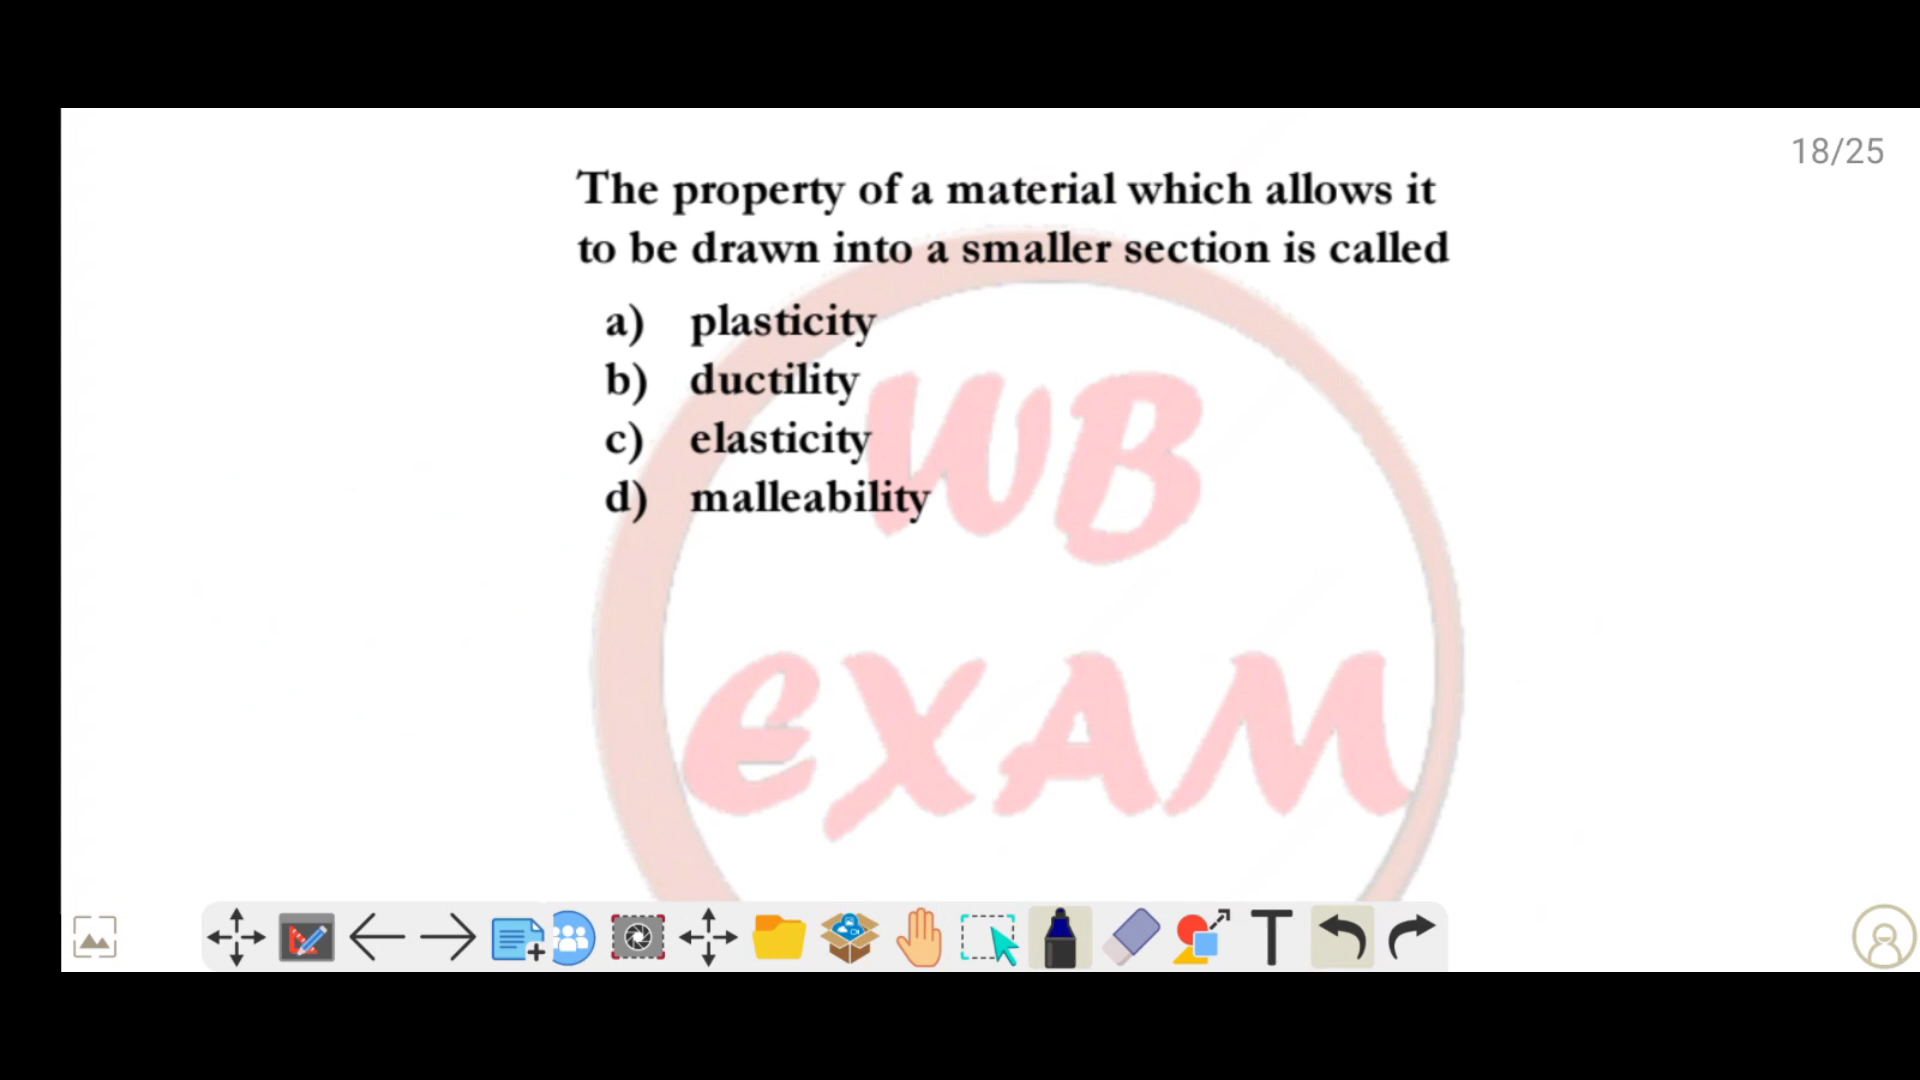 18/25
The property of a material which allows it
to be drawn into a smaller section is called
a) plasticity
b) ductility
c) elasticity
d) malleability
WB
eXAM